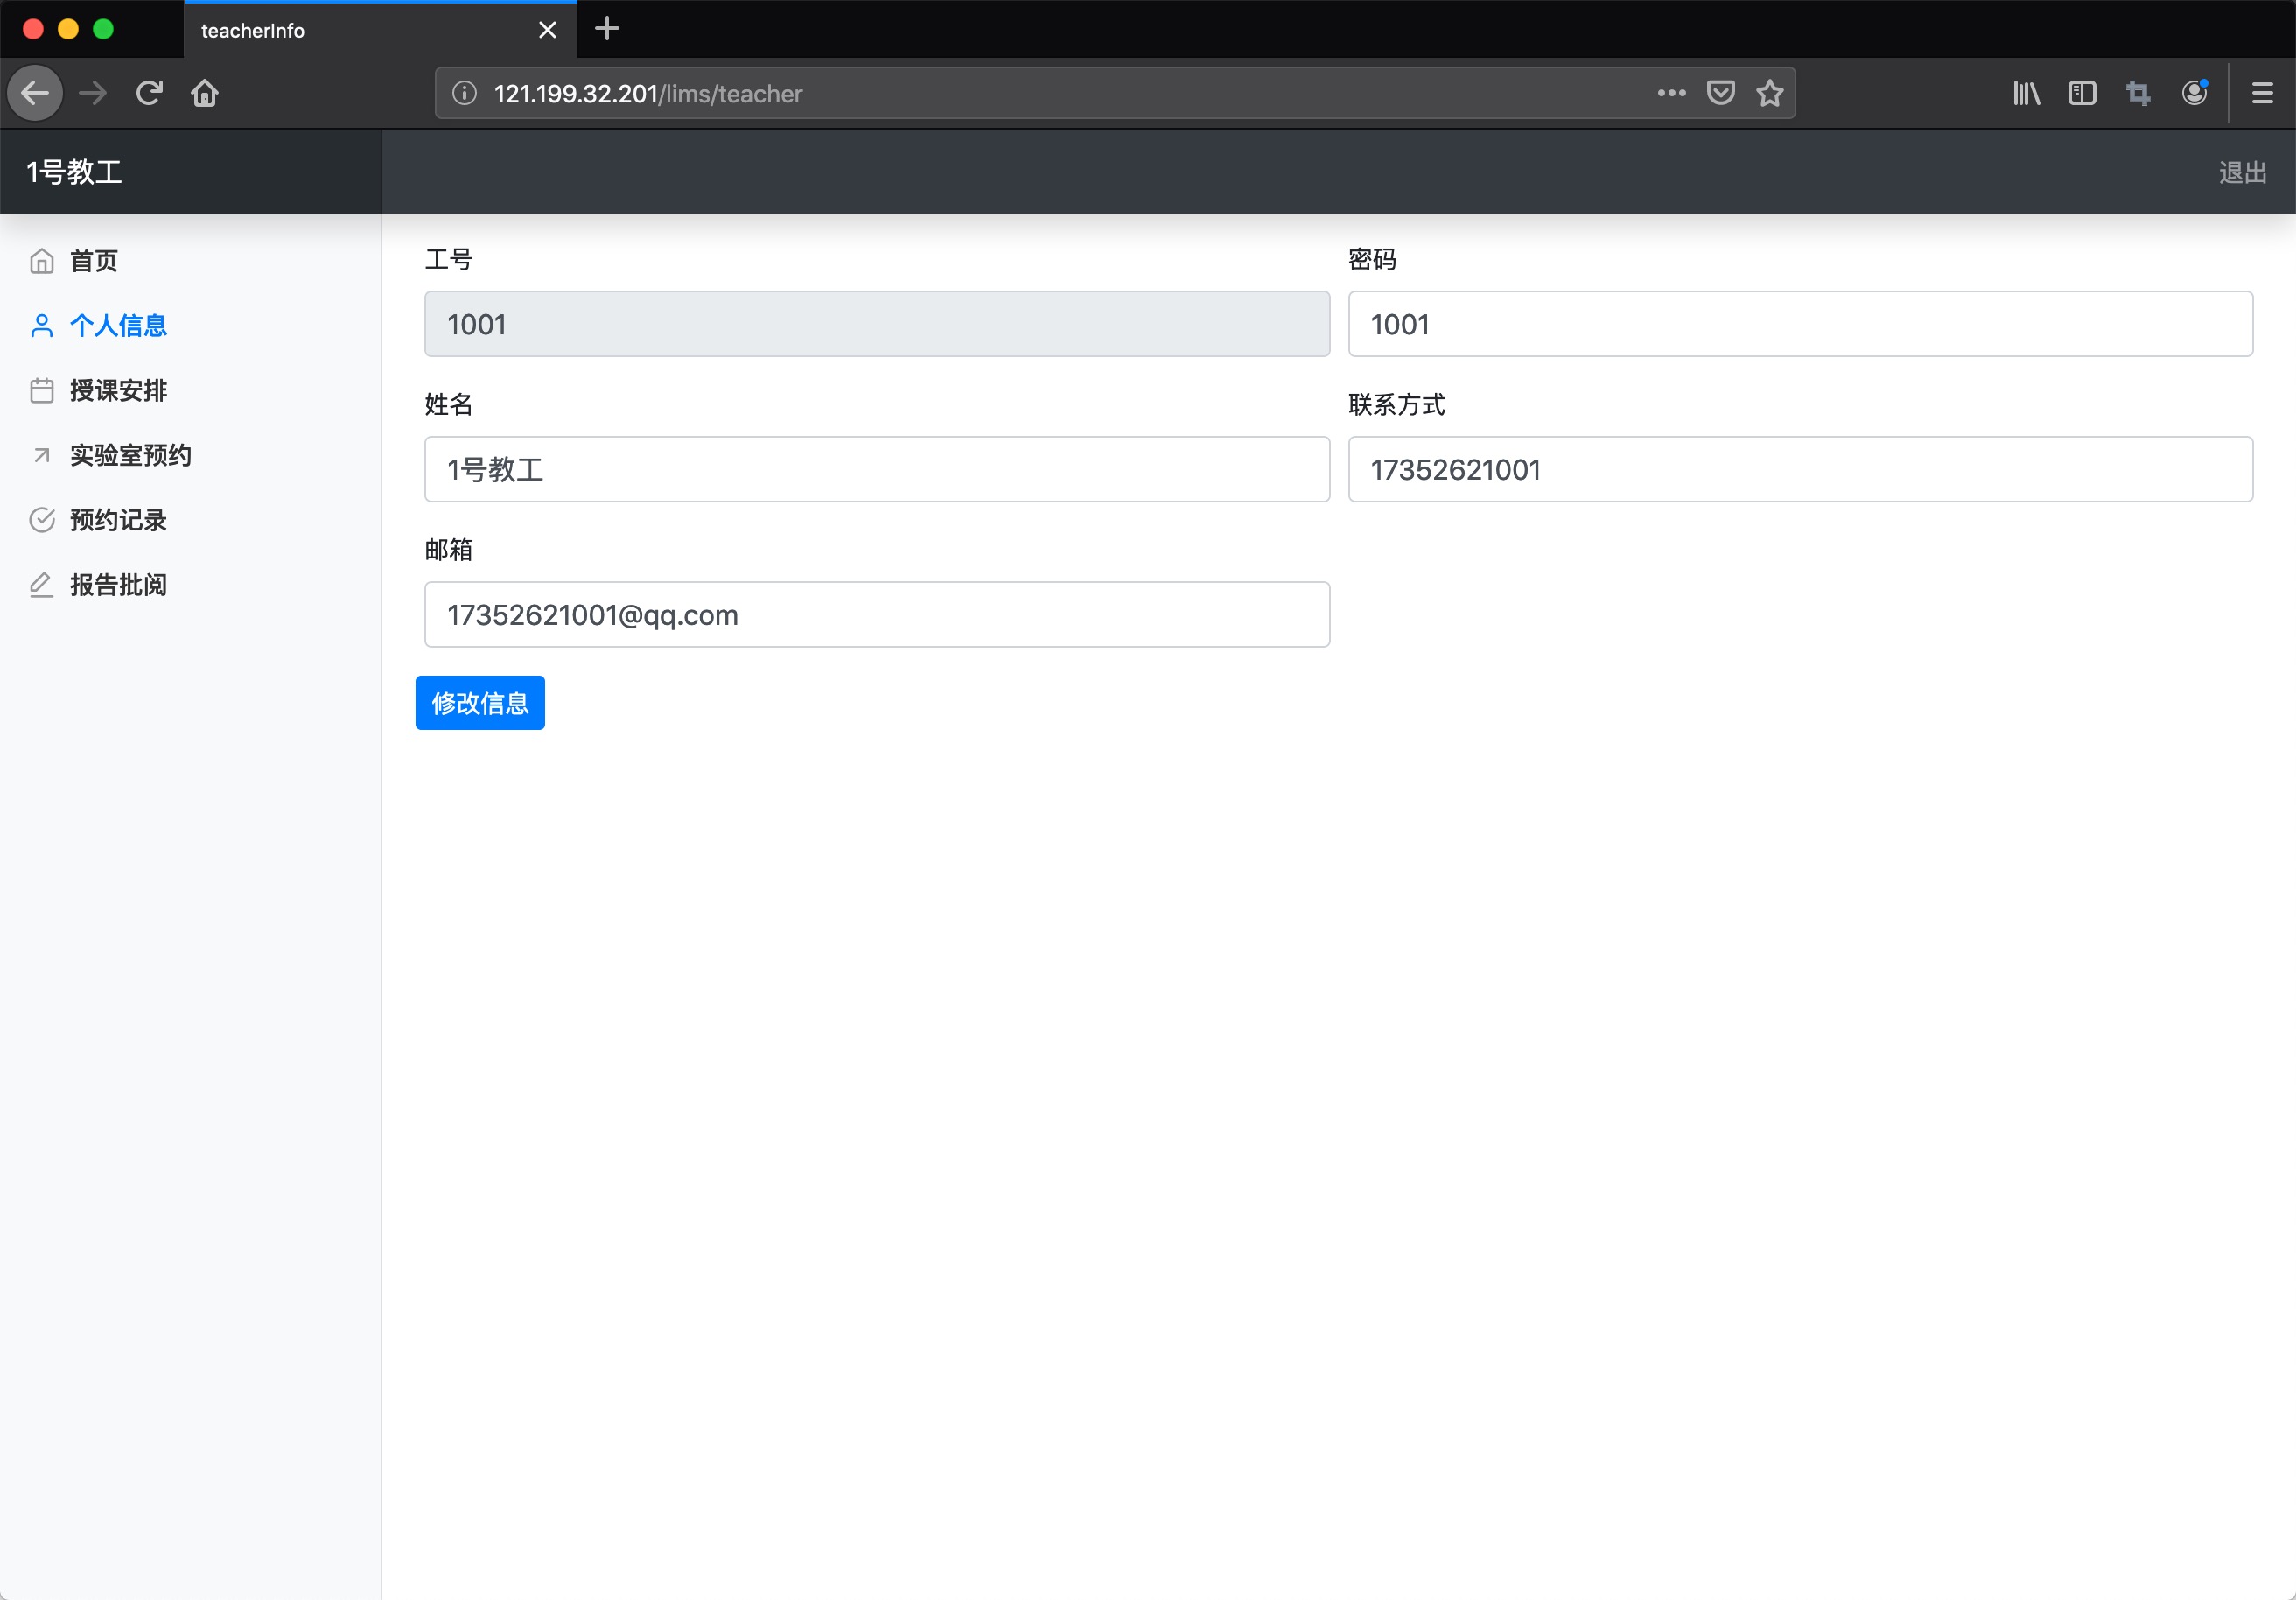 teacherInfo
121.199.32.201/lims/teacher
1号教工
退出
首页
个人信息
授课安排
实验室预约
预约记录
报告批阅
工号
密码
1001
1001
姓名
联系方式
1号教工
17352621001
邮箱
17352621001@qq.com
修改信息